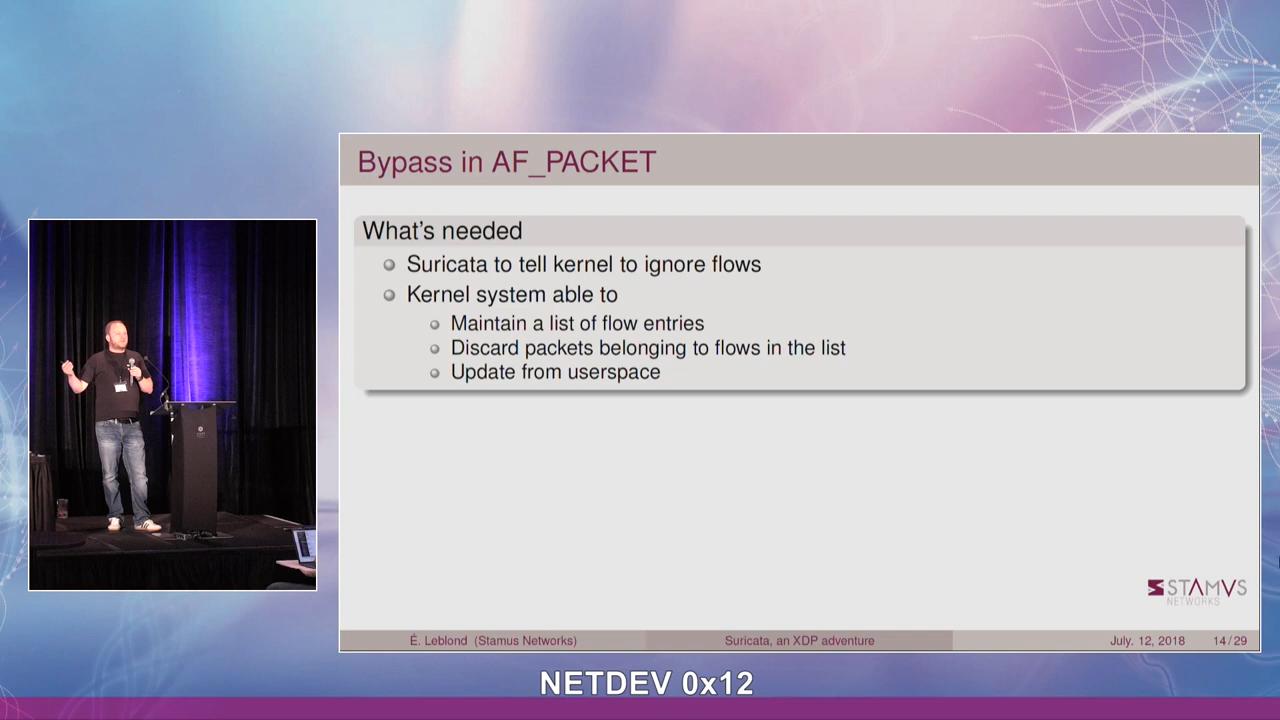 Bypass in AF_PACKET
What's needed
Suricata to tell kernel to ignore flows
Kernel system able to
Maintain a list of flow entries
Discard packets belonging to flows in the list
Update from userspace
STAMVS
NETWORKS
É. Leblond (Stamus Networks)
Suricata, an XDP adventure
July. 12, 2018
14 / 29
NETDEV 0x12